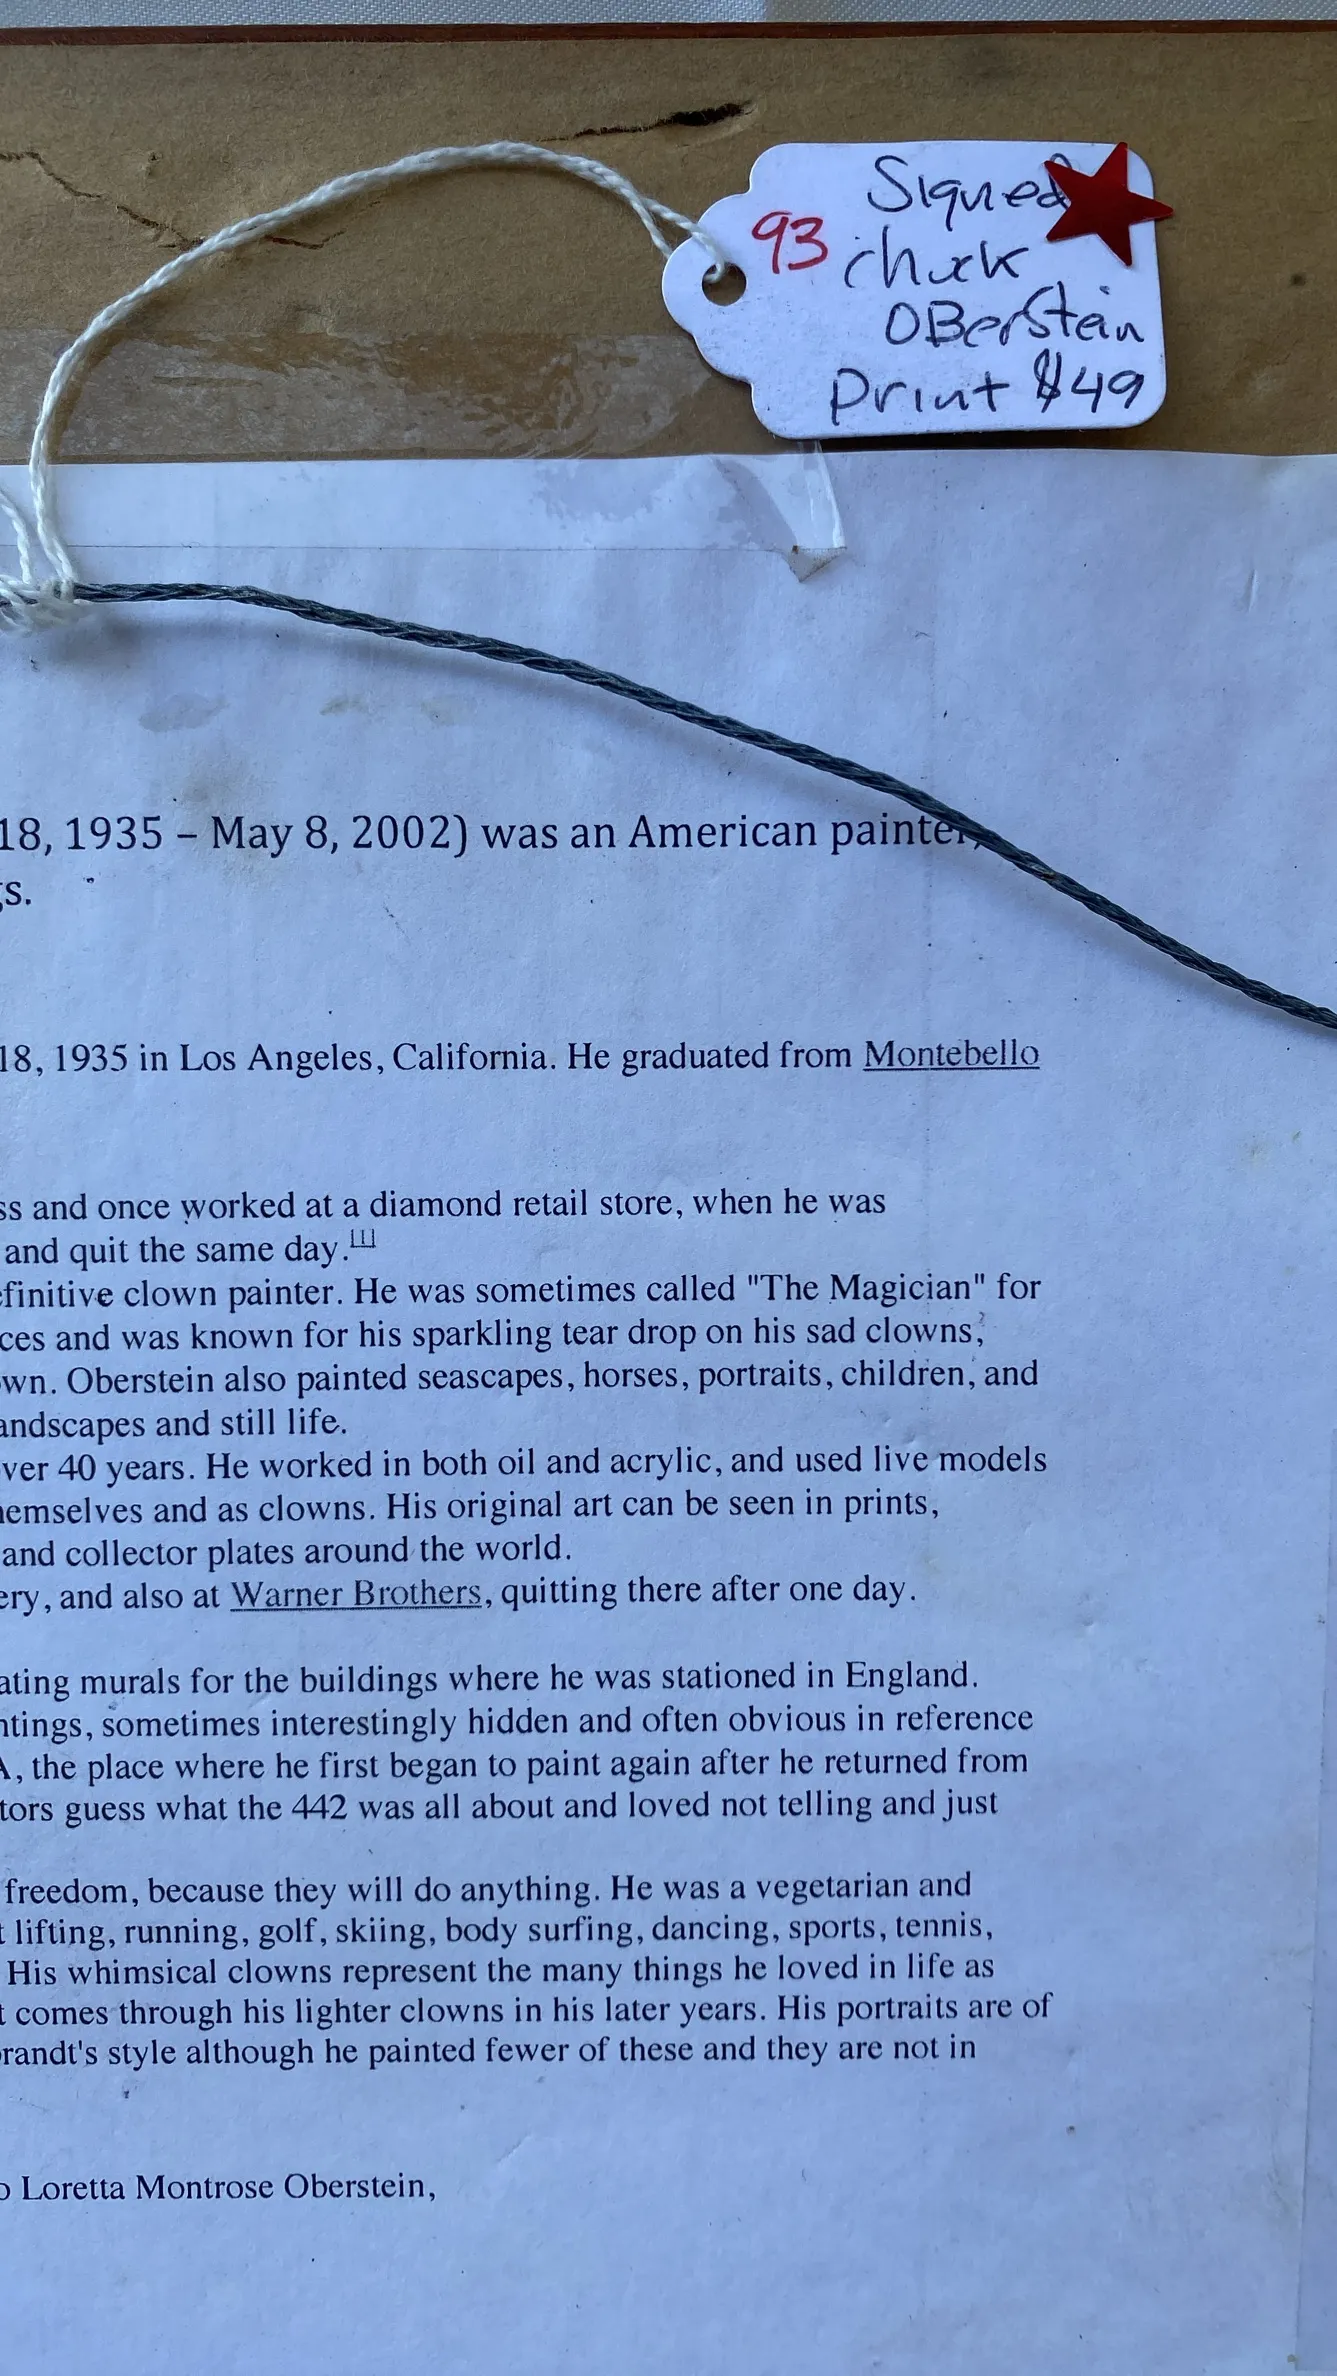 Signed
93 Chuck
OBerstein
Print $49
18, 1935 – May 8, 2002) was an American painter,
gs.
18, 1935 in Los Angeles, California. He graduated from Montebello
ss and once worked at a diamond retail store, when he was
and quit the same day.[1]
efinitive clown painter. He was sometimes called "The Magician" for
ces and was known for his sparkling tear drop on his sad clowns,
own. Oberstein also painted seascapes, horses, portraits, children, and
andscapes and still life.
ver 40 years. He worked in both oil and acrylic, and used live models
hemselves and as clowns. His original art can be seen in prints,
and collector plates around the world.
ery, and also at Warner Brothers, quitting there after one day.
ating murals for the buildings where he was stationed in England.
ntings, sometimes interestingly hidden and often obvious in reference
A, the place where he first began to paint again after he returned from
tors guess what the 442 was all about and loved not telling and just
freedom, because they will do anything. He was a vegetarian and
t lifting, running, golf, skiing, body surfing, dancing, sports, tennis,
His whimsical clowns represent the many things he loved in life as
t comes through his lighter clowns in his later years. His portraits are of
brandt's style although he painted fewer of these and they are not in
o Loretta Montrose Oberstein,